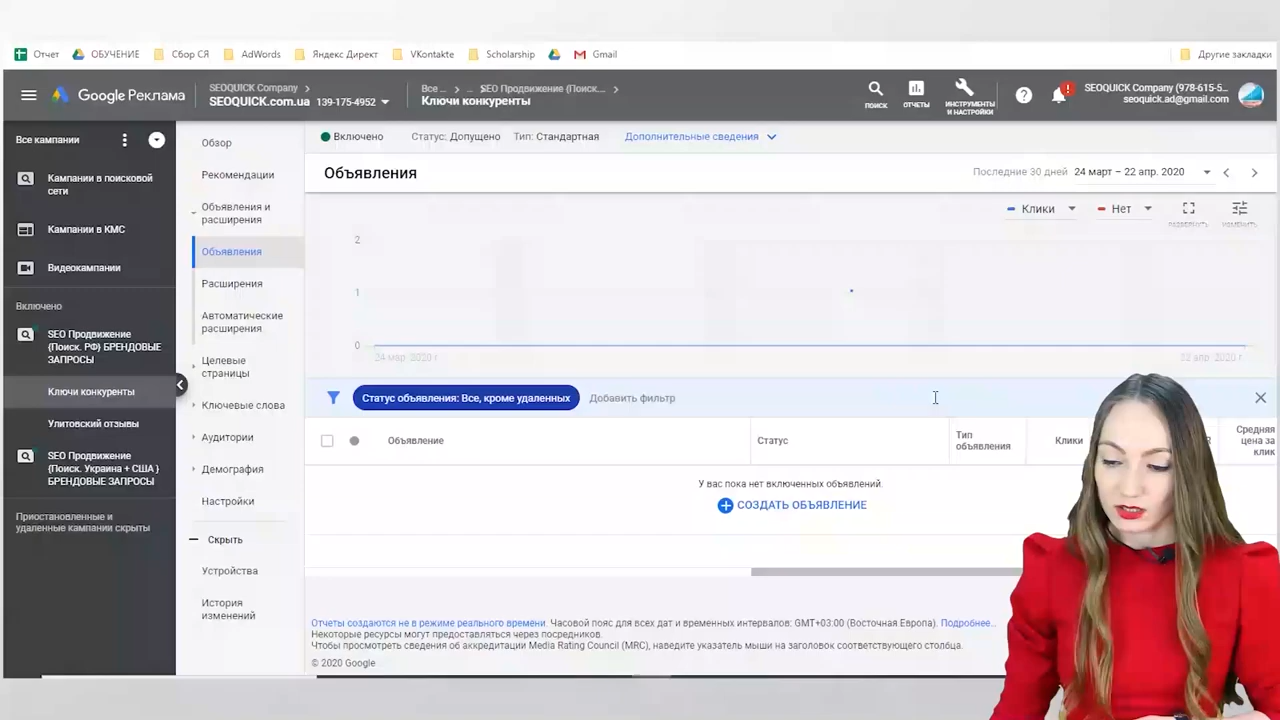 Отчет
ОБУЧЕНИЕ
Сбор СЯ
AdWords
Яндекс Директ
VKontakte
Scholarship
Gmail
Другие закладки
Google Реклама
SEOQUICK Company
SEOQUICK.com.ua 139-175-4952
Все ... ... SEO Продвижение (Поиск....
Ключи конкуренты
ПОИСК
ОТЧЕТЫ
ИНСТРУМЕНТЫ
И НАСТРОЙКИ
SEOQUICK Company (978-615-5...
seoquick.ad@gmail.com
Все кампании
Кампании в поисковой
сети
Кампании в КМС
Видеокампании
Включено
SEO Продвижение
{Поиск. РФ} БРЕНДОВЫЕ
ЗАПРОСЫ
Ключи конкуренты
Улитовский отзывы
SEO Продвижение
{Поиск. Украина + США }
БРЕНДОВЫЕ ЗАПРОСЫ
Приостановленные и
удаленные кампании скрыты
Обзор
Рекомендации
Объявления и
расширения
Объявления
Расширения
Автоматические
расширения
Целевые
страницы
Ключевые слова
Аудитории
Демография
Настройки
Скрыть
Устройства
История
изменений
Включено Статус: Допущено Тип: Стандартная Дополнительные сведения
Объявления
Последние 30 дней 24 март – 22 апр. 2020
Клики
Нет
РАЗВЕРНУТЬ
ИЗМЕНИТЬ
2
1
0
24 мар. 2020 г.
22 апр. 2020 г.
Статус объявления: Все, кроме удаленных
Добавить фильтр
Объявление
Статус
Тип
объявления
Клики
Средняя
цена за
клик
У вас пока нет включенных объявлений.
СОЗДАТЬ ОБЪЯВЛЕНИЕ
Отчеты создаются не в режиме реального времени. Часовой пояс для всех дат и временных интервалов: GMT+03:00 (Восточная Европа). Подробнее...
Некоторые ресурсы могут предоставляться через посредников.
Чтобы просмотреть сведения об аккредитации Media Rating Council (MRC), наведите указатель мыши на заголовок соответствующего столбца.
© 2020 Google